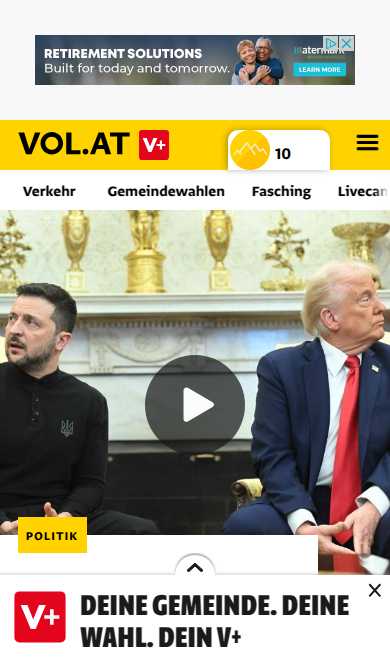 RETIREMENT SOLUTIONS
Built for today and tomorrow.
LEARN MORE
VOL.AT V+
10
Verkehr Gemeindewahlen Fasching Livecan
POLITIK
V+ DEINE GEMEINDE. DEINE
WAHL. DEIN V+